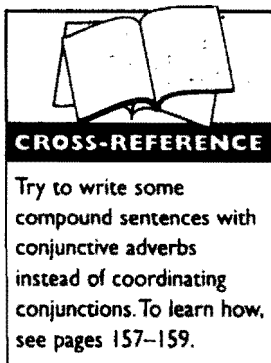 CROSS-REFERENCE
Try to write some
compound sentences with
conjunctive adverbs
instead of coordinating
conjunctions. To learn how,
see pages 157–159.